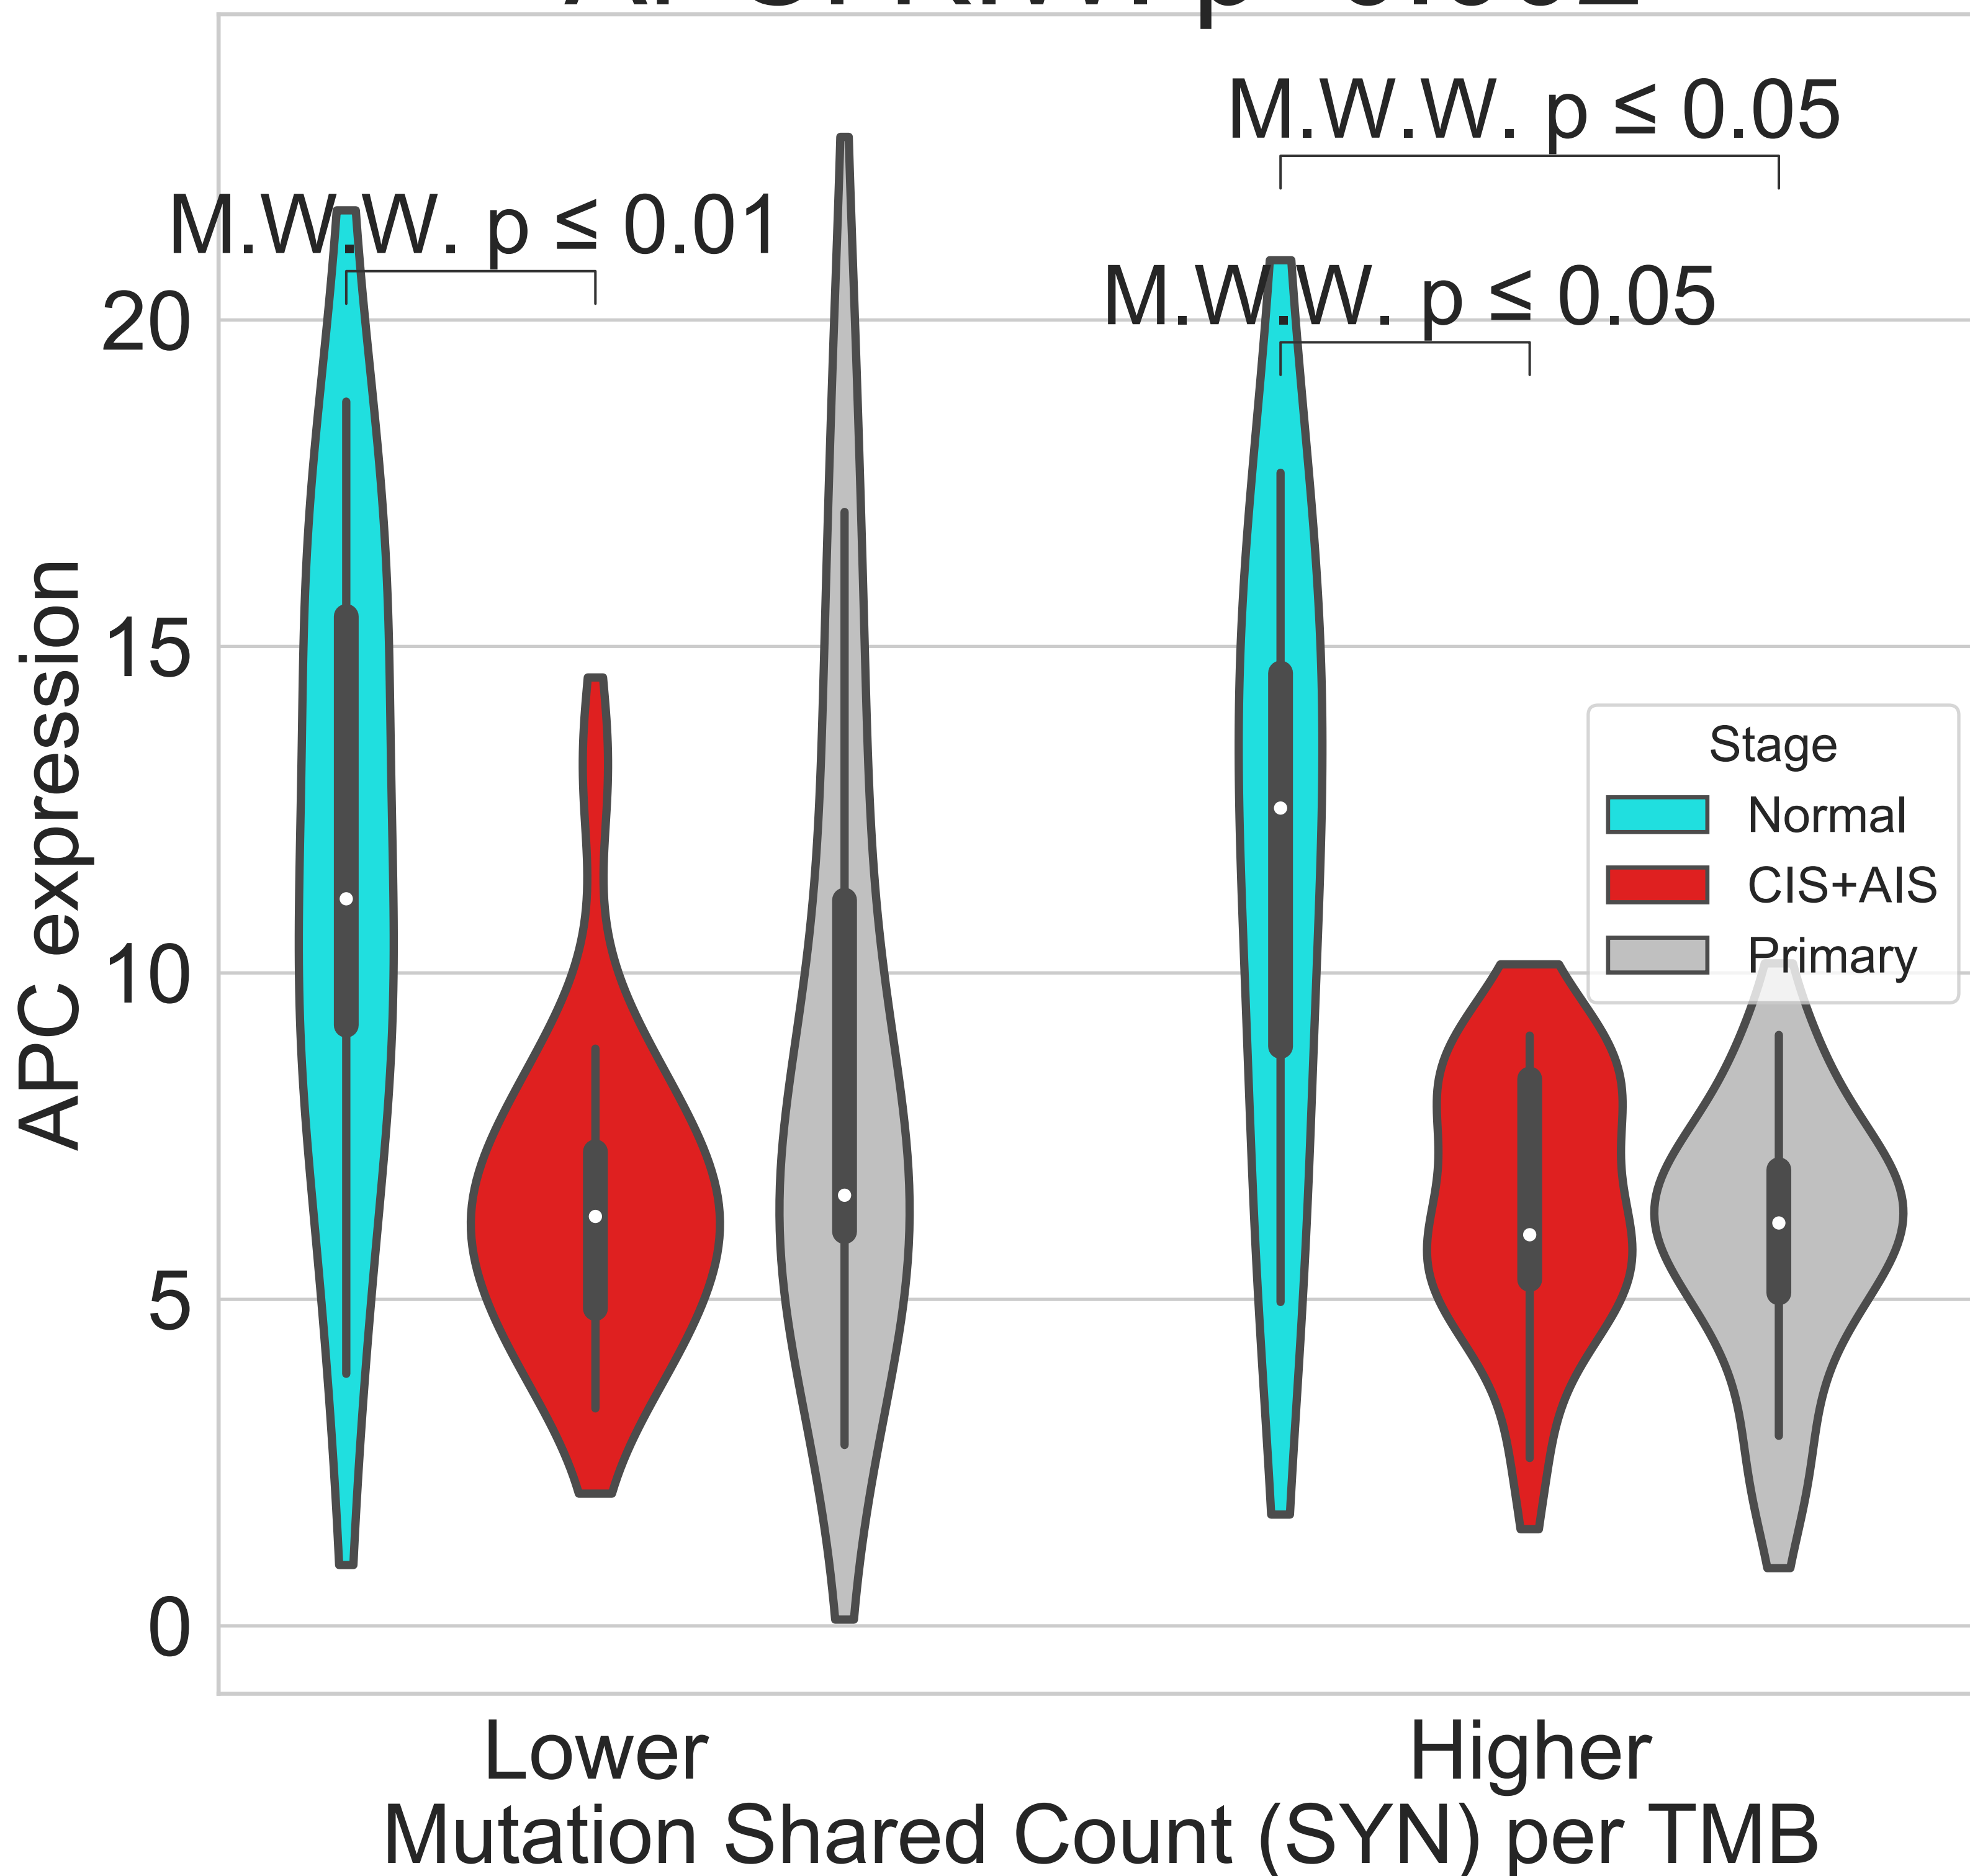 M.W.W. p ≤ 0.05
M.W.W. p ≤ 0.01
M.W.W. p ≤ 0.05
20
15
10
5
0
APC expression
Stage
Normal
CIS+AIS
Primary
Lower
Higher
Mutation Shared Count (SYN) per TMB